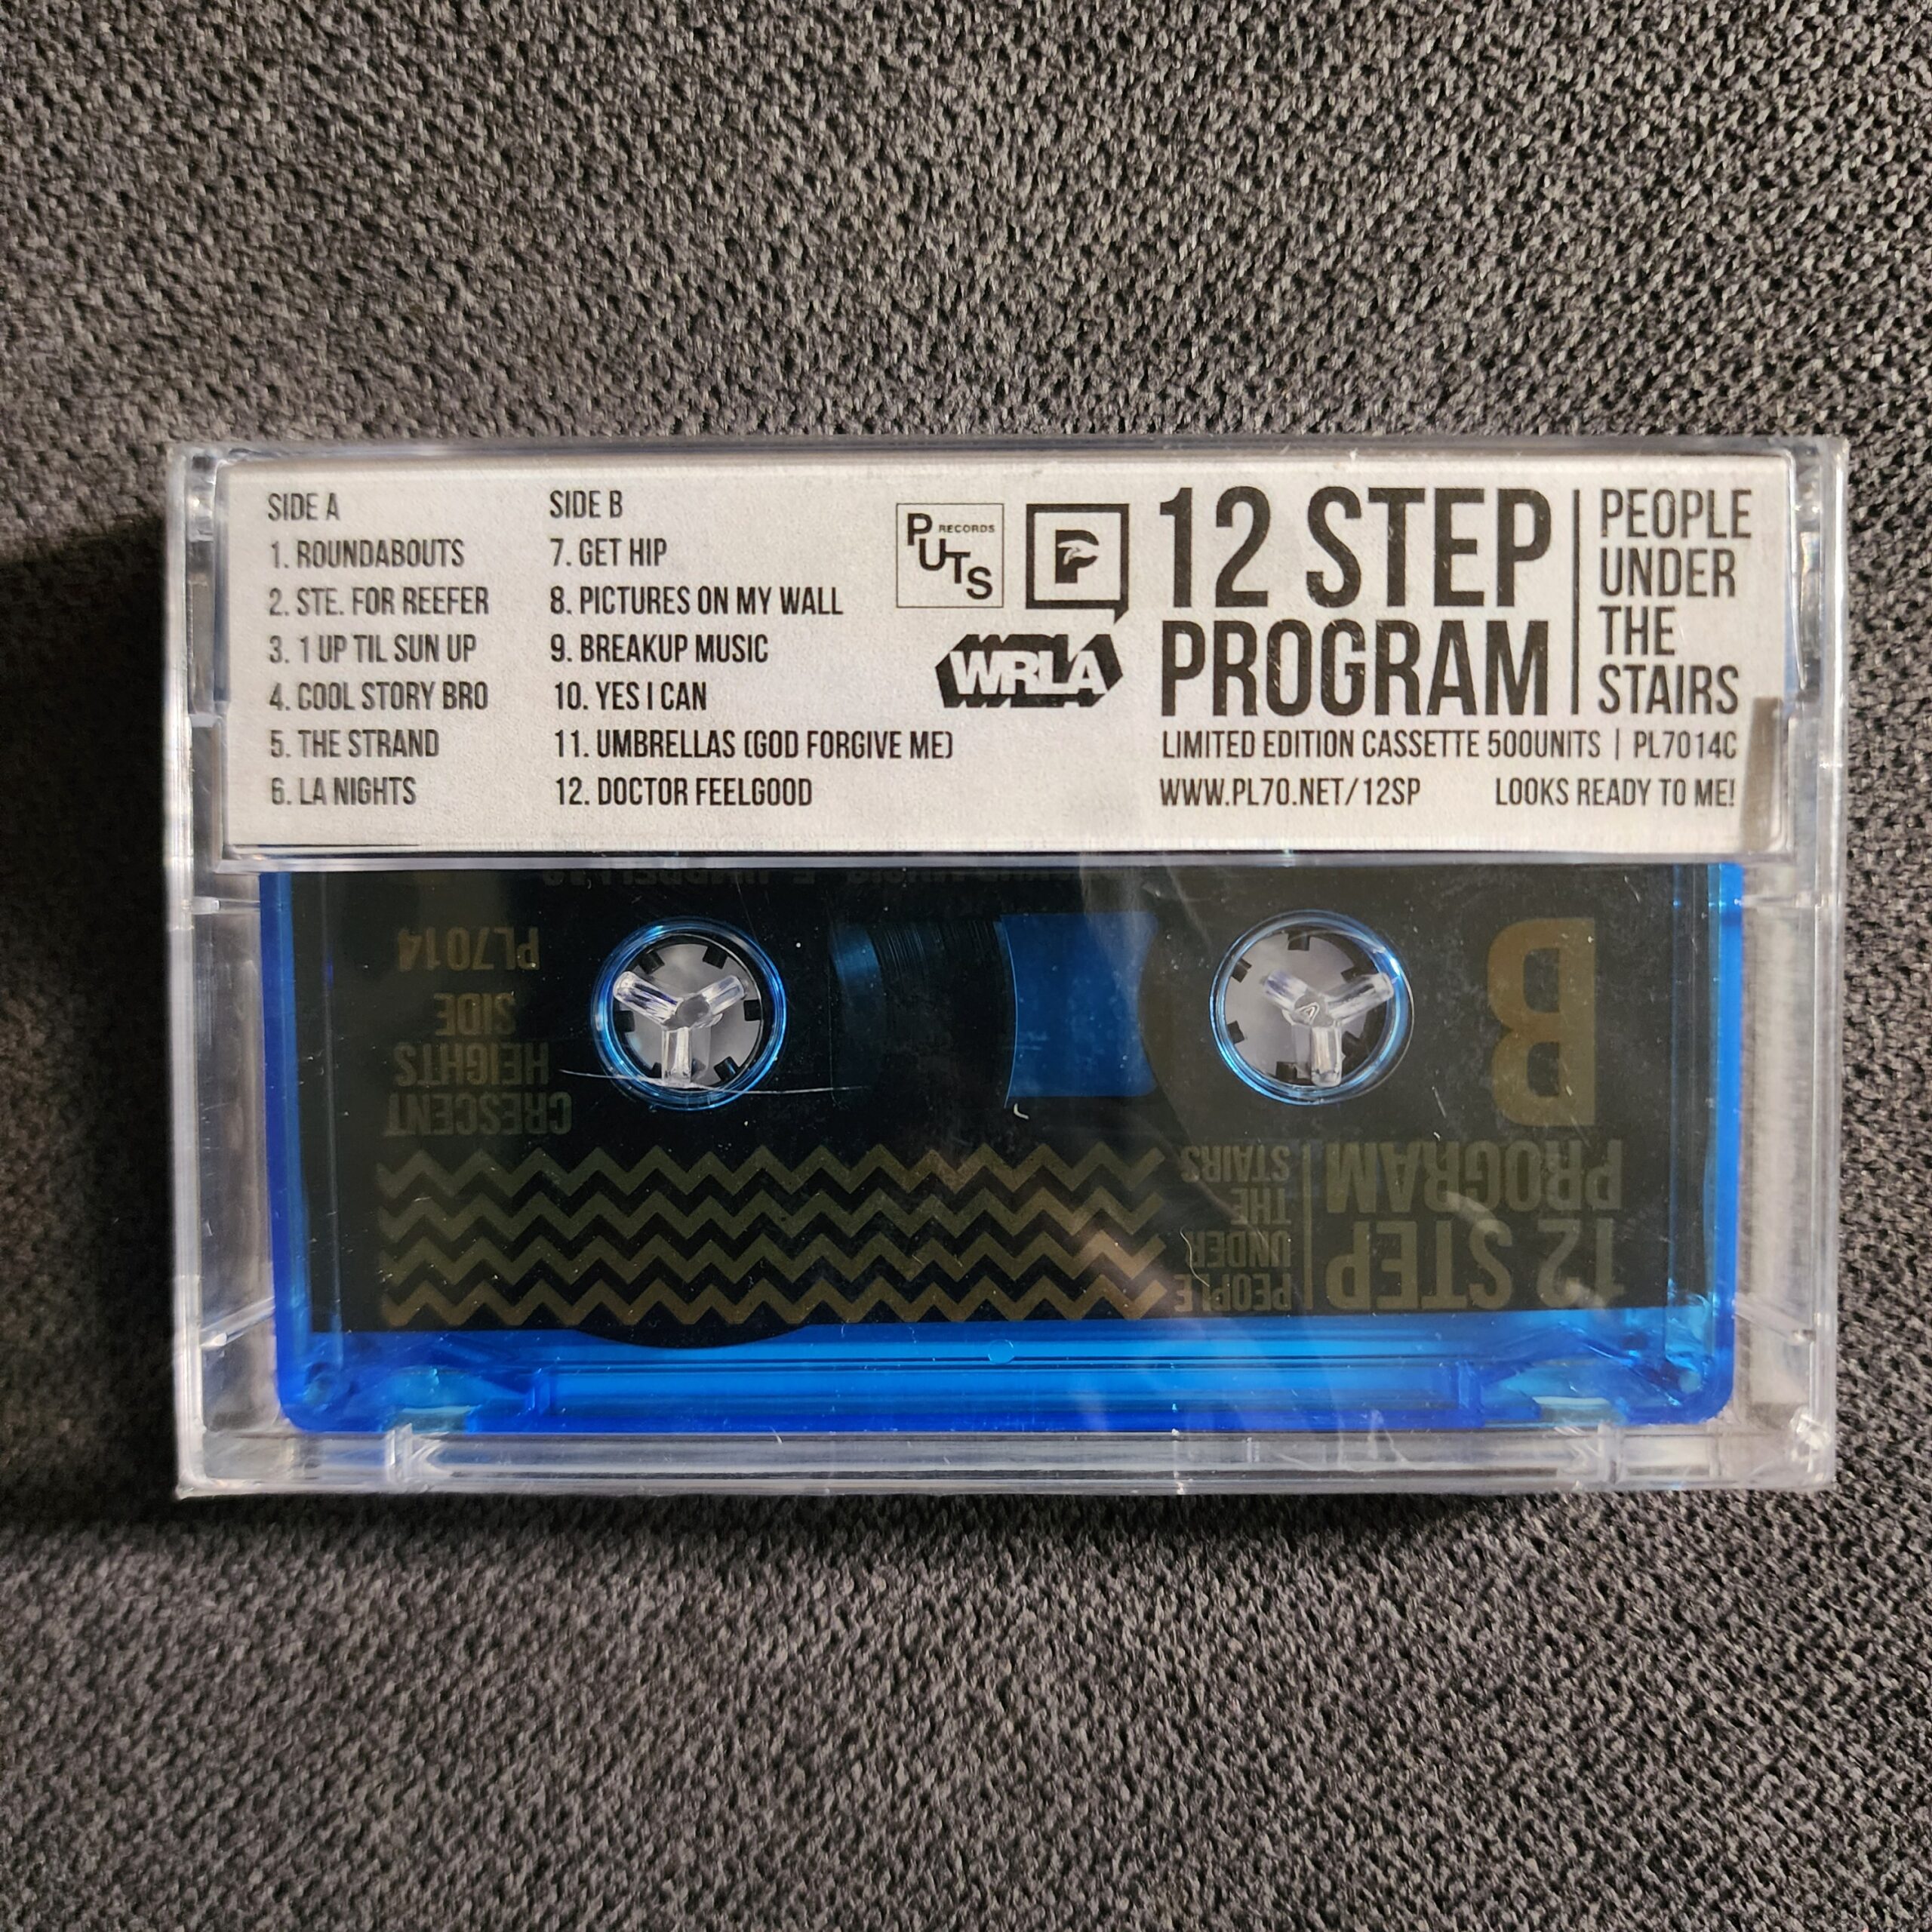 SIDE A
1. ROUNDABOUTS
2. STE. FOR REEFER
3. 1 UP TIL SUN UP
4. COOL STORY BRO
5. THE STRAND
6. LA NIGHTS
SIDE B
7. GET HIP
8. PICTURES ON MY WALL
9. BREAKUP MUSIC
10. YES I CAN
11. UMBRELLAS (GOD FORGIVE ME)
12. DOCTOR FEELGOOD
PUTS RECORDS
P
WRLA
12 STEP
PROGRAM
PEOPLE
UNDER
THE
STAIRS
LIMITED EDITION CASSETTE 500UNITS | PL7014C
WWW.PL70.NET/12SP LOOKS READY TO ME!
12 STEP
PROGRAM
PEOPLE
UNDER
THE
STAIRS
B
CRESCENT
HEIGHTS
SIDE
PL7014